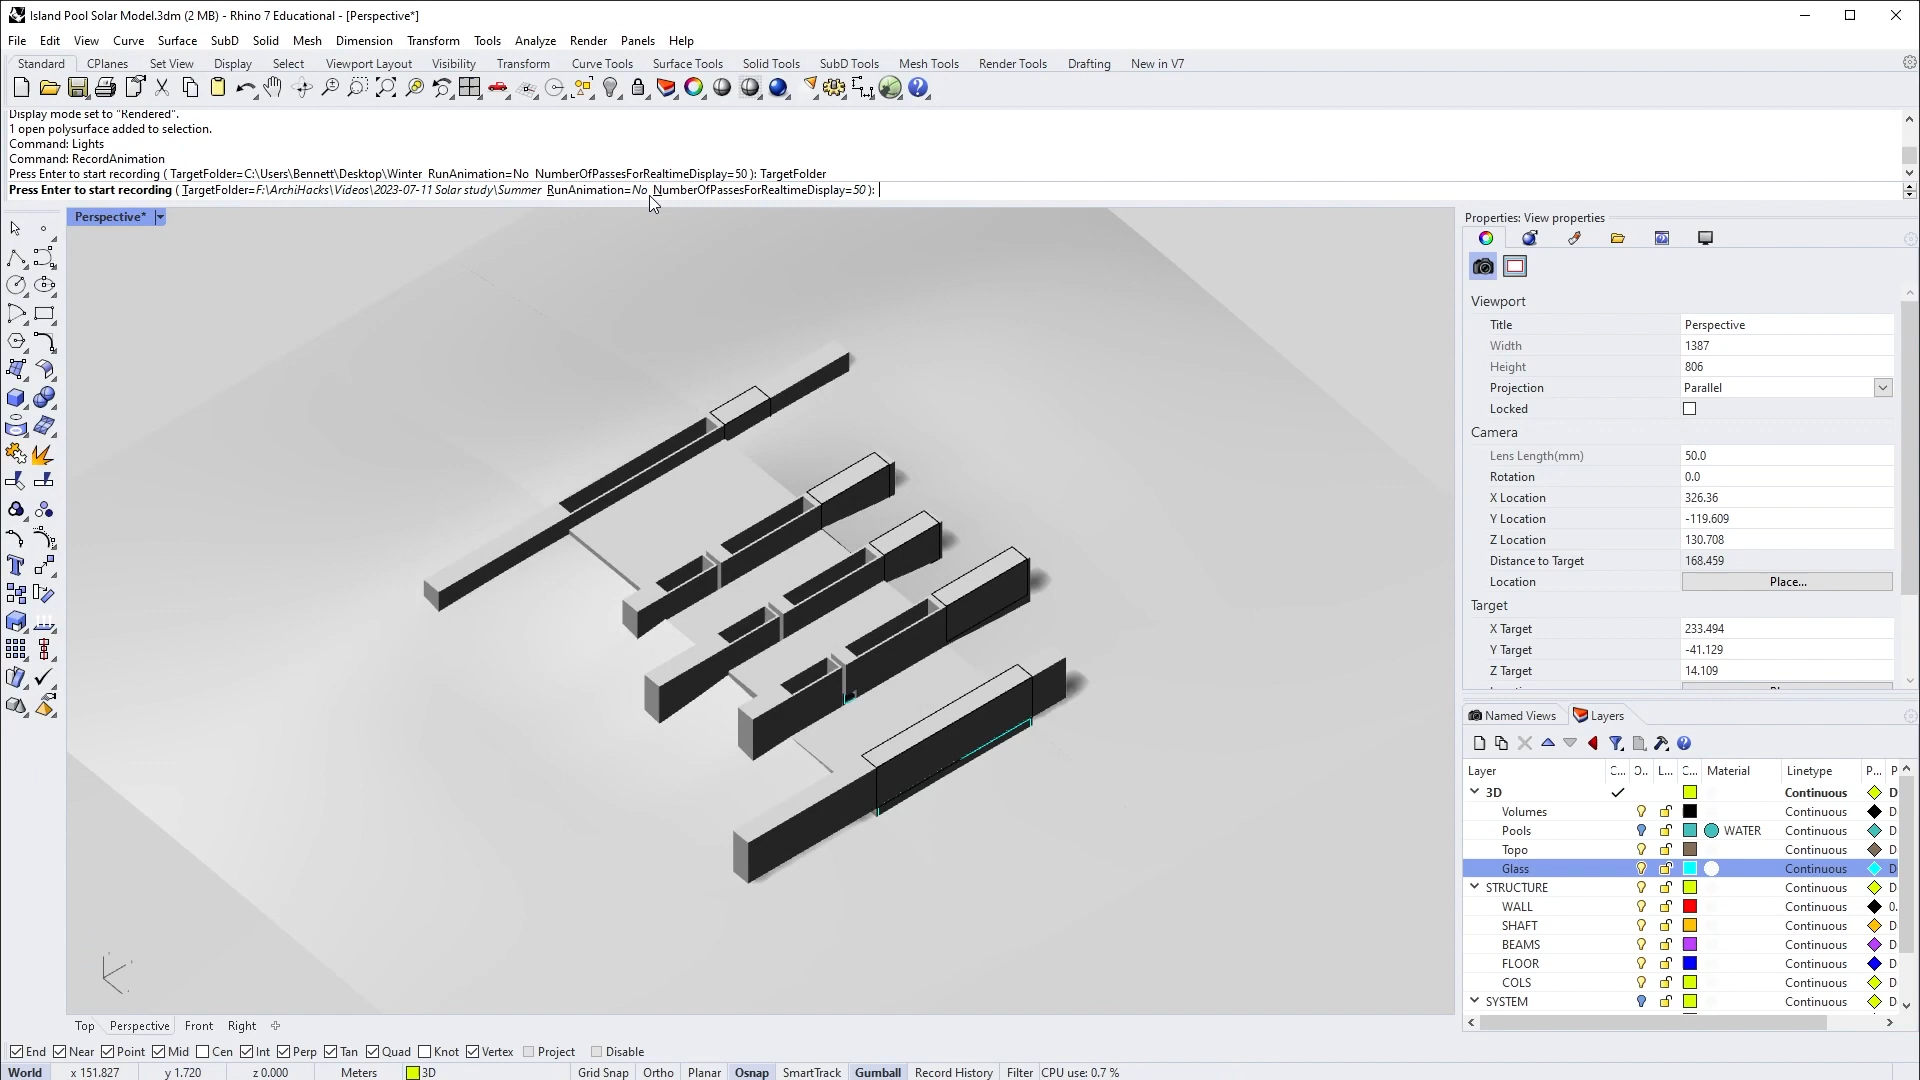 Island Pool Solar Model.3dm (2 MB) - Rhino 7 Educational - [Perspective*]
File Edit View Curve Surface SubD Solid Mesh Dimension Transform Tools Analyze Render Panels Help
Standard CPlanes Set View Display Select Viewport Layout Visibility Transform Curve Tools Surface Tools Solid Tools SubD Tools Mesh Tools Render Tools Drafting New in V7
Display mode set to "Rendered".
1 open polysurface added to selection.
Command: Lights
Command: RecordAnimation
Press Enter to start recording ( TargetFolder=C:\Users\Bennett\Desktop\Winter RunAnimation=No NumberOfPassesForRealtimeDisplay=50 ): TargetFolder
Press Enter to start recording ( TargetFolder=F:\ArchiHacks\Videos\2023-07-11 Solar study\Summer RunAnimation=No NumberOfPassesForRealtimeDisplay=50 ):
Perspective*
Properties: View properties
Viewport
Title Perspective
Width 1387
Height 806
Projection Parallel
Locked
Camera
Lens Length(mm) 50.0
Rotation 0.0
X Location 326.36
Y Location -119.609
Z Location 130.708
Distance to Target 168.459
Location Place...
Target
X Target 233.494
Y Target -41.129
Z Target 14.109
Named Views Layers
Layer C... O.. L... C... Material Linetype P... P
3D Continuous D
Volumes Continuous D
Pools WATER Continuous D
Topo Continuous D
Glass Continuous D
STRUCTURE Continuous D
WALL Continuous 0.
SHAFT Continuous D
BEAMS Continuous D
FLOOR Continuous D
COLS Continuous D
SYSTEM Continuous D
Top Perspective Front Right
End Near Point Mid Cen Int Perp Tan Quad Knot Vertex Project Disable
World x 151.827 y 1.720 z 0.000 Meters 3D Grid Snap Ortho Planar Osnap SmartTrack Gumball Record History Filter CPU use: 0.7 %